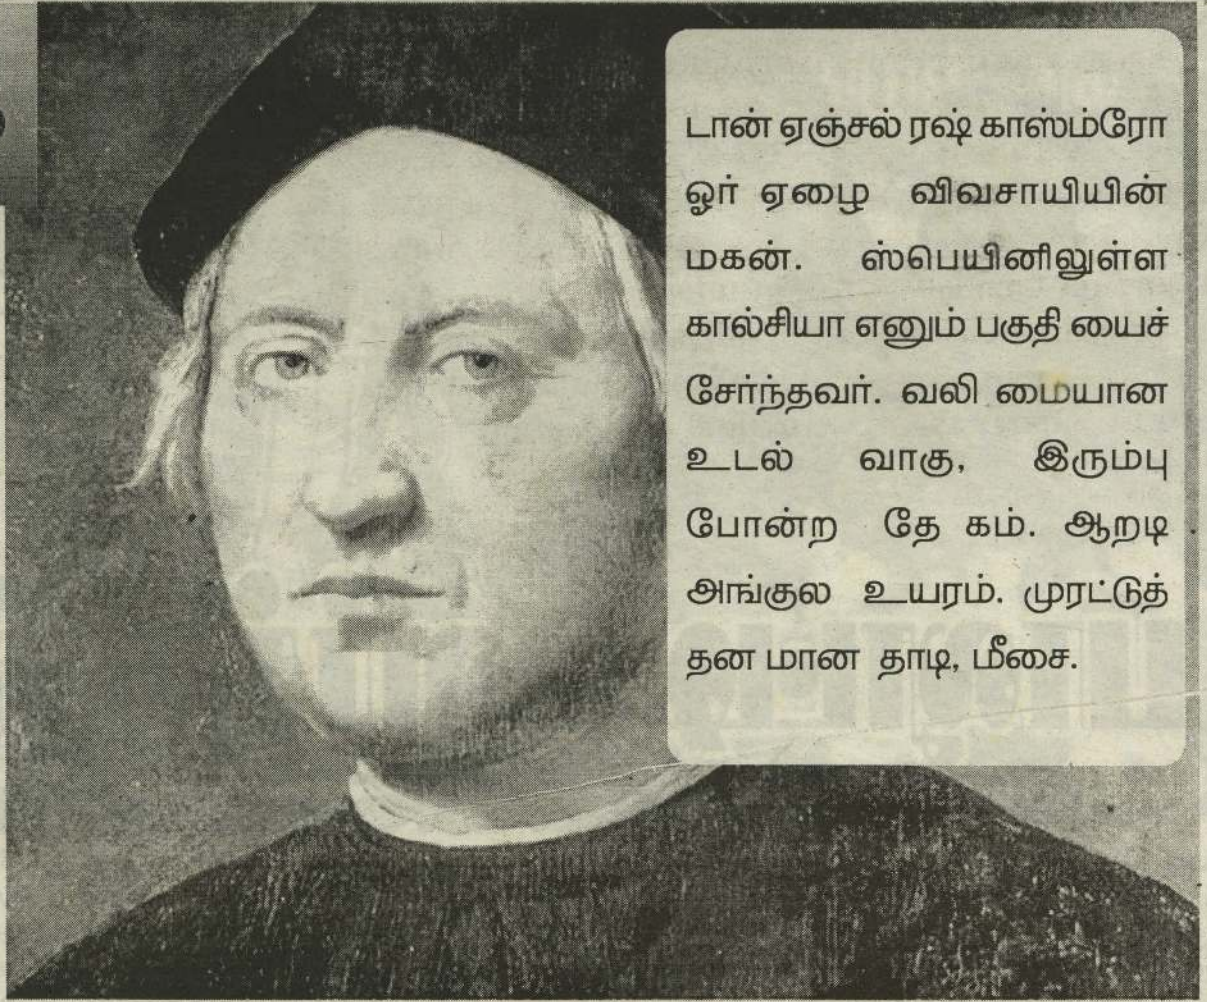 டான் ஏஞ்சல் ரஷ் காஸ்ம்ரோ
ஓர் ஏழை விவசாயியின்
மகன். ஸ்பெயினிலுள்ள
கால்சியா எனும் பகுதி யைச்
சேர்ந்தவர். வலி மையான
உடல் வாகு, இரும்பு
போன்ற தே கம். ஆறடி
அங்குல உயரம். முரட்டுத்
தன மான தாடி, மீசை.